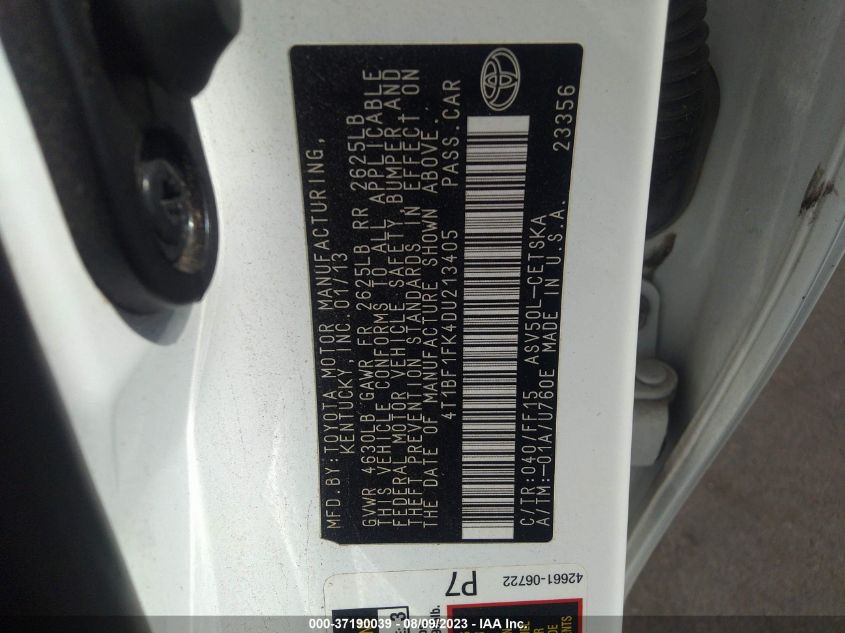 MFD.BY:TOYOTA MOTOR MANUFACTURING,
KENTUCKY, INC. 01/13
GVWR 4630LB GAWR FR 2625LB RR 2625LB
THIS VEHICLE CONFORMS TO ALL APPLICABLE
FEDERAL MOTOR VEHICLE SAFETY, BUMPER, AND
THEFT PREVENTION STANDARDS IN EFFECT ON
THE DATE OF MANUFACTURE SHOWN ABOVE.
4T1BF1FK4DU213405 PASS.CAR
C/TR:040/FF15 ASV50L-CETSKA
A/TM:-01A/U760E MADE IN U.S.A.
23356
P7
42661-06722
000-37190039 - 08/09/2023 - IAA Inc.